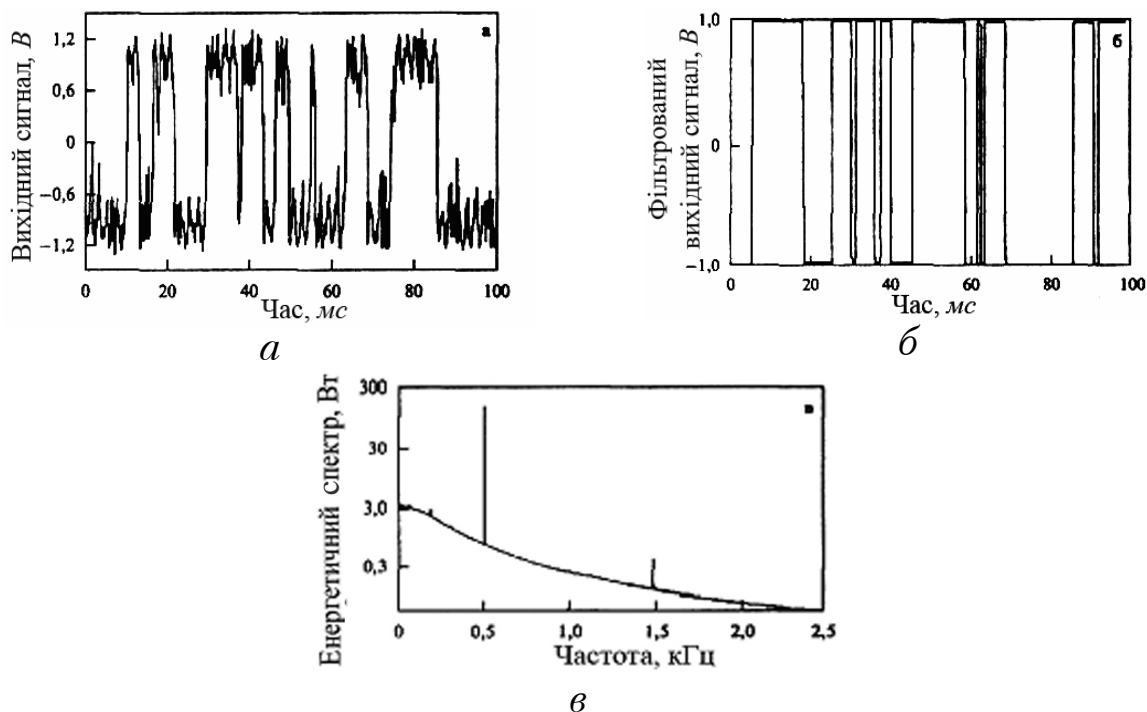 Вихідний сигнал, В
1,2
0,6
0
−0,6
−1,2
а
0 20 40 60 80 100
Час, мс
а
Фільтрований
вихідний сигнал, В
1,0
0
−1,0
б
0 20 40 60 80 100
Час, мс
б
Енергетичний спектр, Вт
300
30
3,0
0,3
в
0 0,5 1,0 1,5 2,0 2,5
Частота, кГц
в